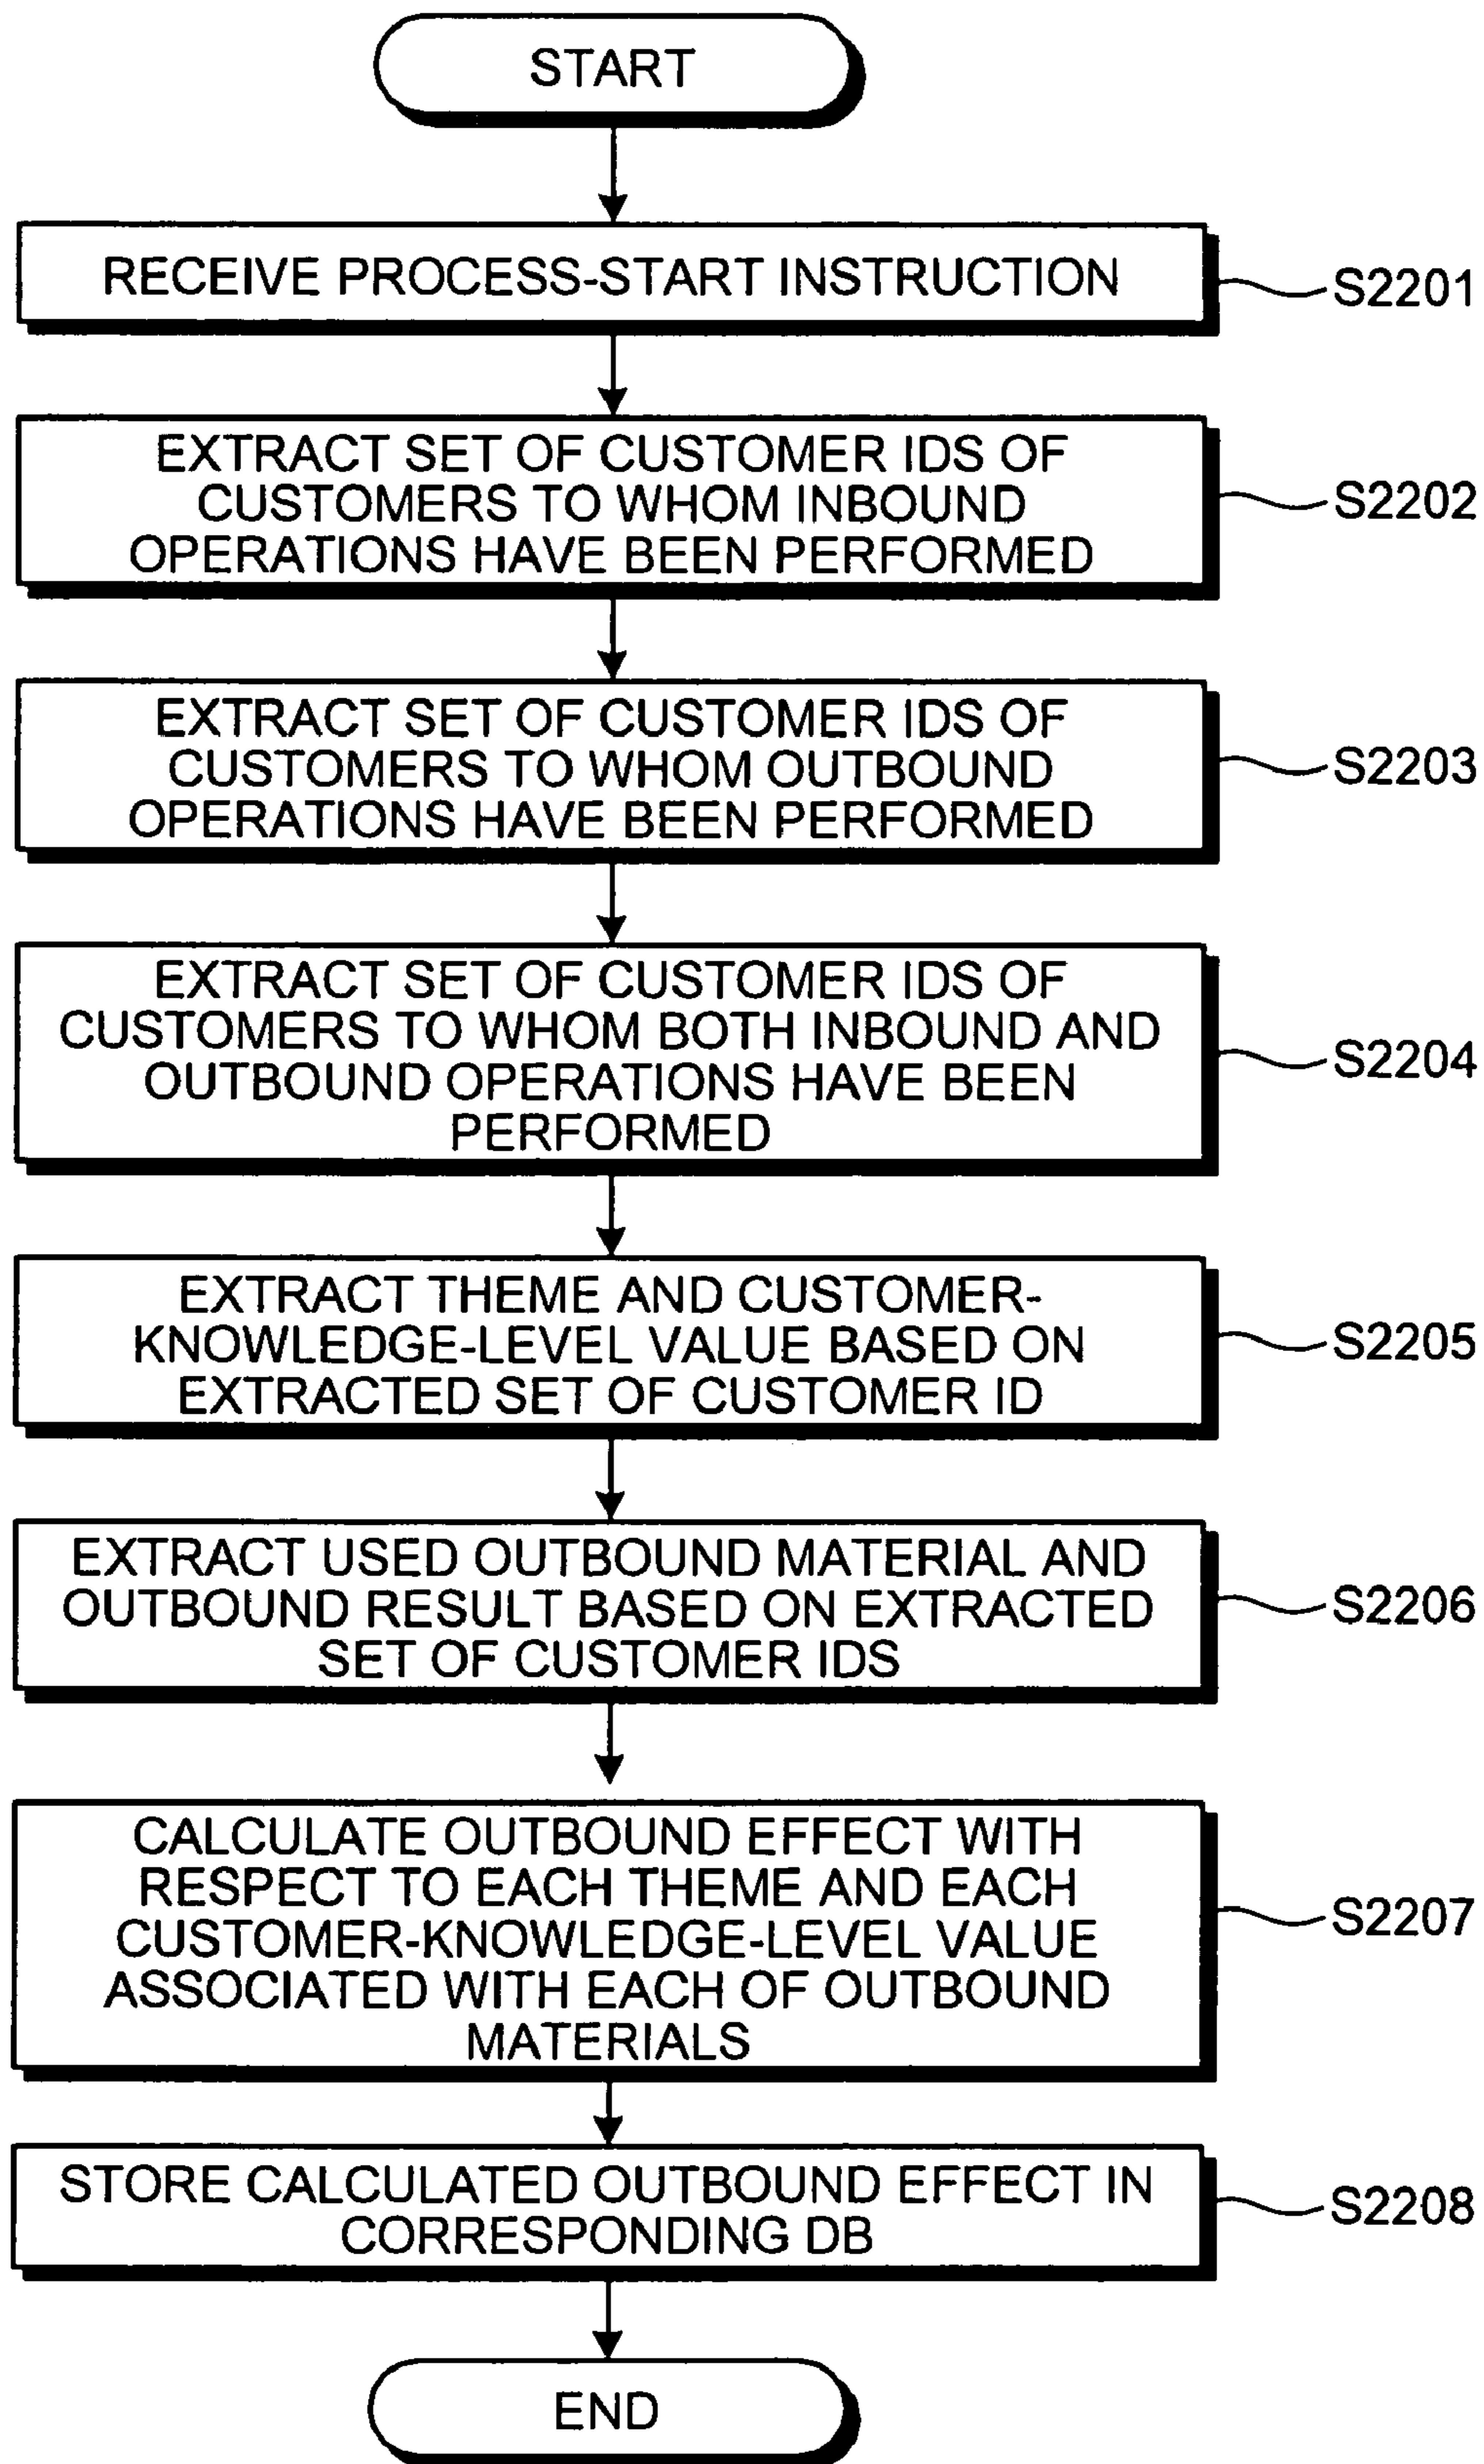 START
RECEIVE PROCESS-START INSTRUCTION
S2201
EXTRACT SET OF CUSTOMER IDS OF
CUSTOMERS TO WHOM INBOUND
OPERATIONS HAVE BEEN PERFORMED
S2202
EXTRACT SET OF CUSTOMER IDS OF
CUSTOMERS TO WHOM OUTBOUND
OPERATIONS HAVE BEEN PERFORMED
S2203
EXTRACT SET OF CUSTOMER IDS OF
CUSTOMERS TO WHOM BOTH INBOUND AND
OUTBOUND OPERATIONS HAVE BEEN
PERFORMED
S2204
EXTRACT THEME AND CUSTOMER-
KNOWLEDGE-LEVEL VALUE BASED ON
EXTRACTED SET OF CUSTOMER ID
S2205
EXTRACT USED OUTBOUND MATERIAL AND
OUTBOUND RESULT BASED ON EXTRACTED
SET OF CUSTOMER IDS
S2206
CALCULATE OUTBOUND EFFECT WITH
RESPECT TO EACH THEME AND EACH
CUSTOMER-KNOWLEDGE-LEVEL VALUE
ASSOCIATED WITH EACH OF OUTBOUND
MATERIALS
S2207
STORE CALCULATED OUTBOUND EFFECT IN
CORRESPONDING DB
S2208
END